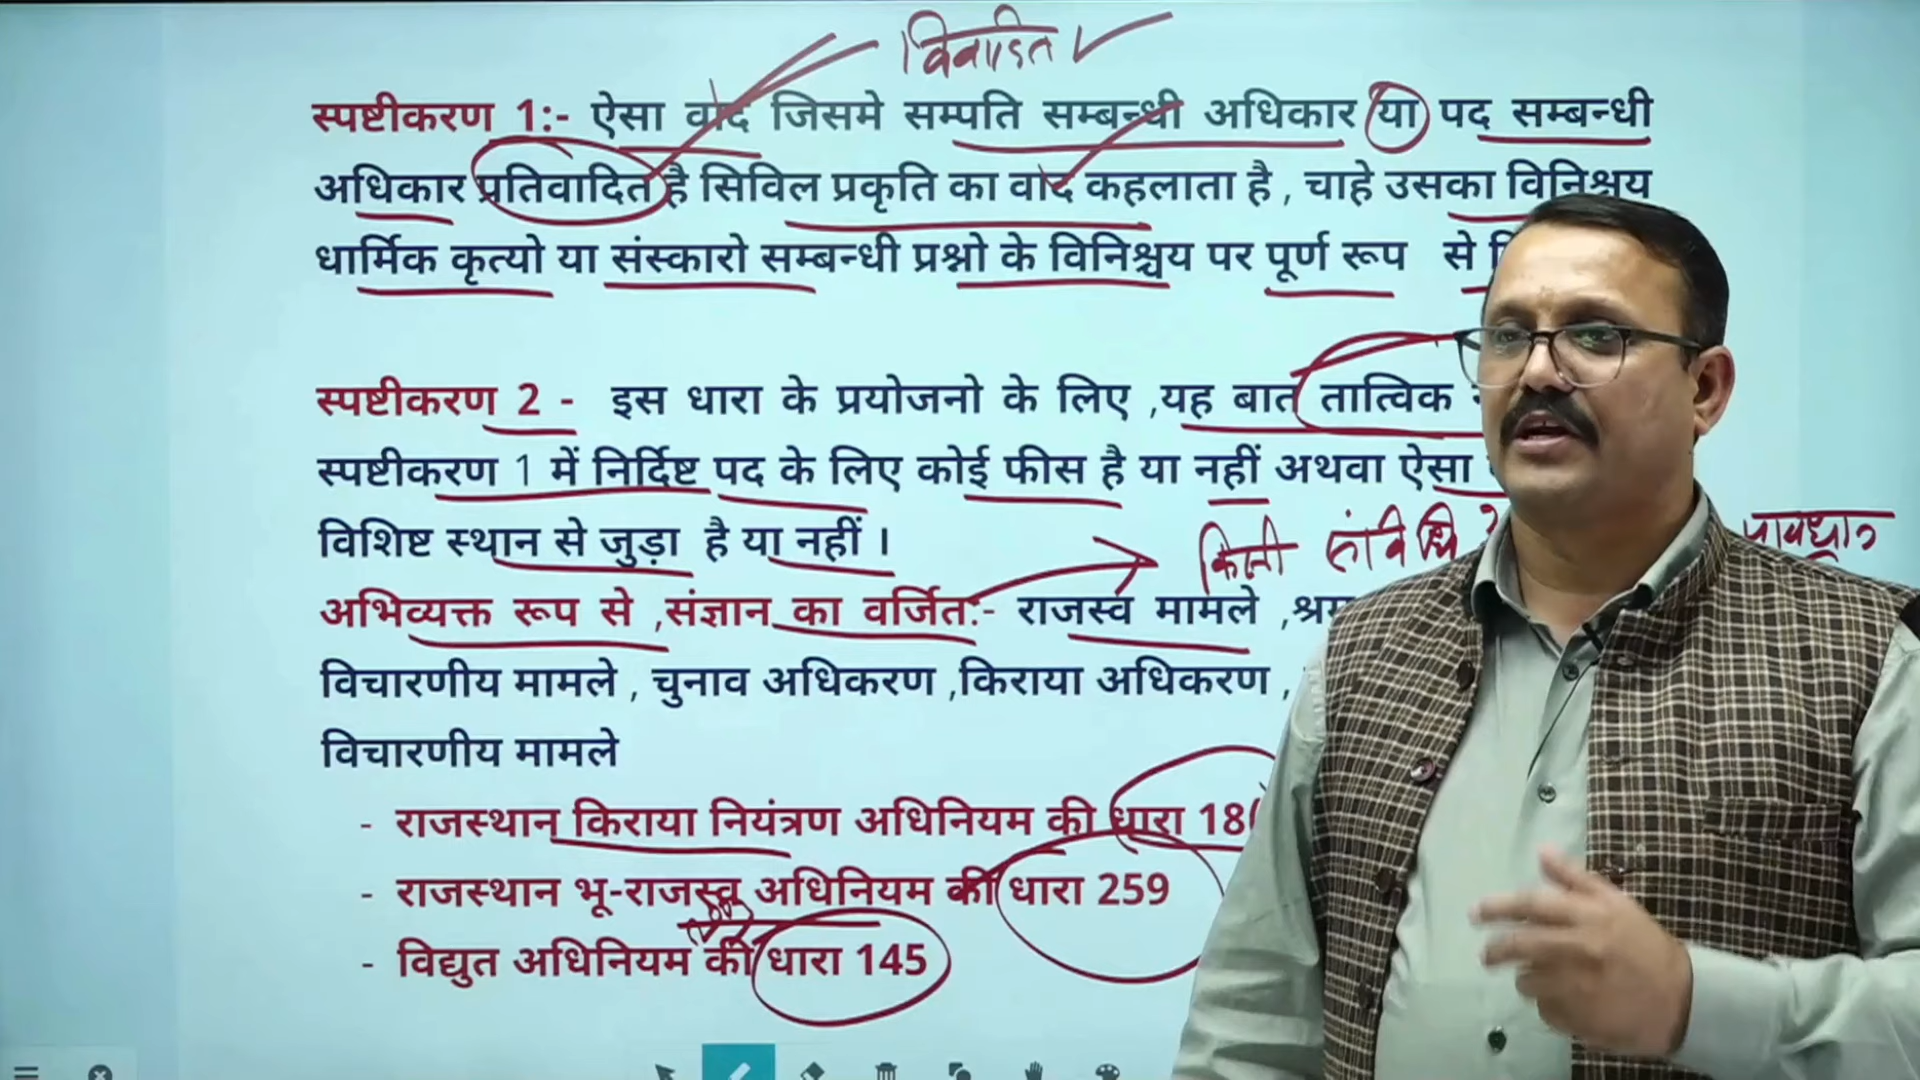 विवादित
स्पष्टीकरण 1:- ऐसा वाद जिसमे सम्पति सम्बन्धी अधिकार या पद सम्बन्धी
अधिकार प्रतिवादित है सिविल प्रकृति का वाद कहलाता है , चाहे उसका विनिश्चय
धार्मिक कृत्यो या संस्कारो सम्बन्धी प्रश्नो के विनिश्चय पर पूर्ण रूप से
स्पष्टीकरण 2 - इस धारा के प्रयोजनो के लिए ,यह बात तात्विक
स्पष्टीकरण 1 में निर्दिष्ट पद के लिए कोई फीस है या नहीं अथवा ऐसा
विशिष्ट स्थान से जुड़ा है या नहीं ।
किसी संविधि
अभिव्यक्त रूप से ,संज्ञान का वर्जित:- राजस्व मामले ,श्रम
विचारणीय मामले , चुनाव अधिकरण ,किराया अधिकरण ,
विचारणीय मामले
- राजस्थान किराया नियंत्रण अधिनियम की धारा 18(
- राजस्थान भू-राजस्व अधिनियम की धारा 259
- विद्युत अधिनियम की धारा 145